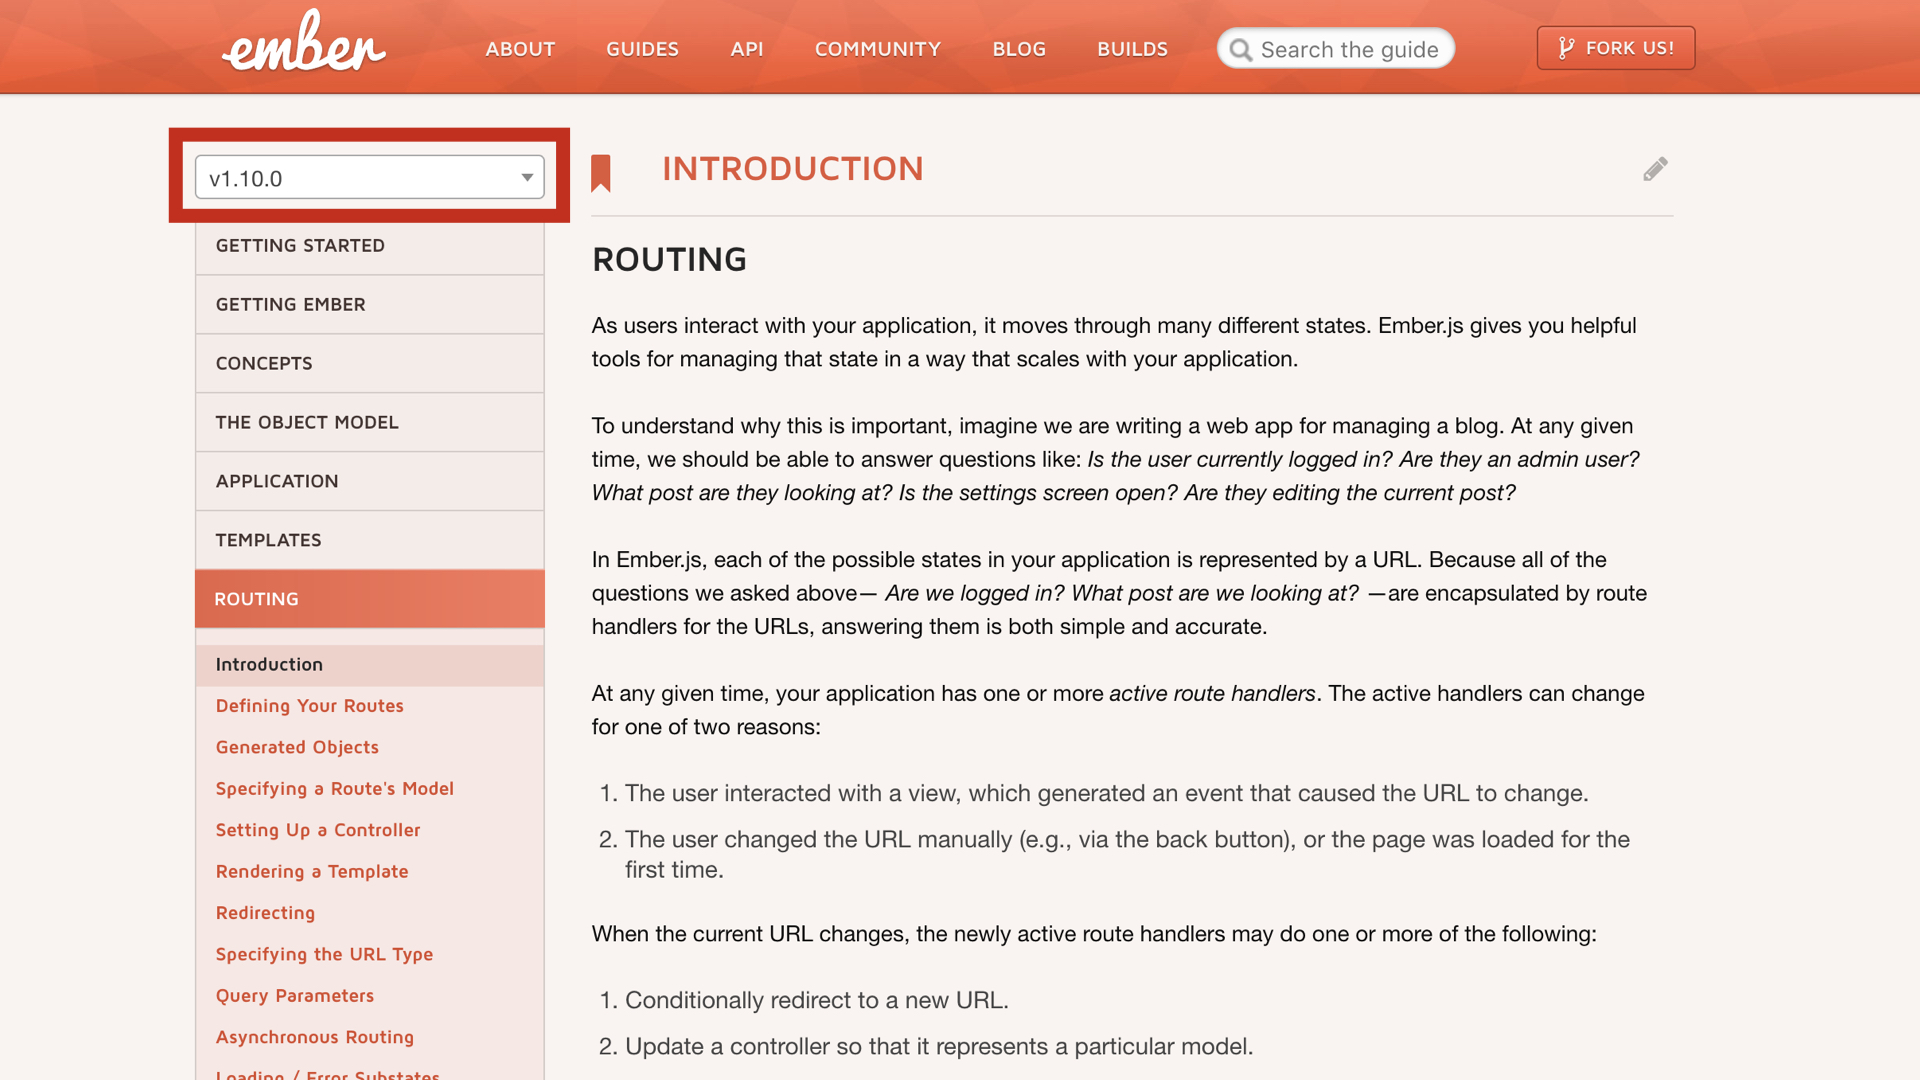 ember
ABOUT
GUIDES
API
COMMUNITY
BLOG
BUILDS
Search the guide
FORK US!
v1.10.0
GETTING STARTED
GETTING EMBER
CONCEPTS
THE OBJECT MODEL
APPLICATION
TEMPLATES
ROUTING
Introduction
Defining Your Routes
Generated Objects
Specifying a Route's Model
Setting Up a Controller
Rendering a Template
Redirecting
Specifying the URL Type
Query Parameters
Asynchronous Routing
Loading / Error Substates
INTRODUCTION
ROUTING
As users interact with your application, it moves through many different states. Ember.js gives you helpful
tools for managing that state in a way that scales with your application.
To understand why this is important, imagine we are writing a web app for managing a blog. At any given
time, we should be able to answer questions like: Is the user currently logged in? Are they an admin user?
What post are they looking at? Is the settings screen open? Are they editing the current post?
In Ember.js, each of the possible states in your application is represented by a URL. Because all of the
questions we asked above— Are we logged in? What post are we looking at? —are encapsulated by route
handlers for the URLs, answering them is both simple and accurate.
At any given time, your application has one or more active route handlers. The active handlers can change
for one of two reasons:
1. The user interacted with a view, which generated an event that caused the URL to change.
2. The user changed the URL manually (e.g., via the back button), or the page was loaded for the
first time.
When the current URL changes, the newly active route handlers may do one or more of the following:
1. Conditionally redirect to a new URL.
2. Update a controller so that it represents a particular model.